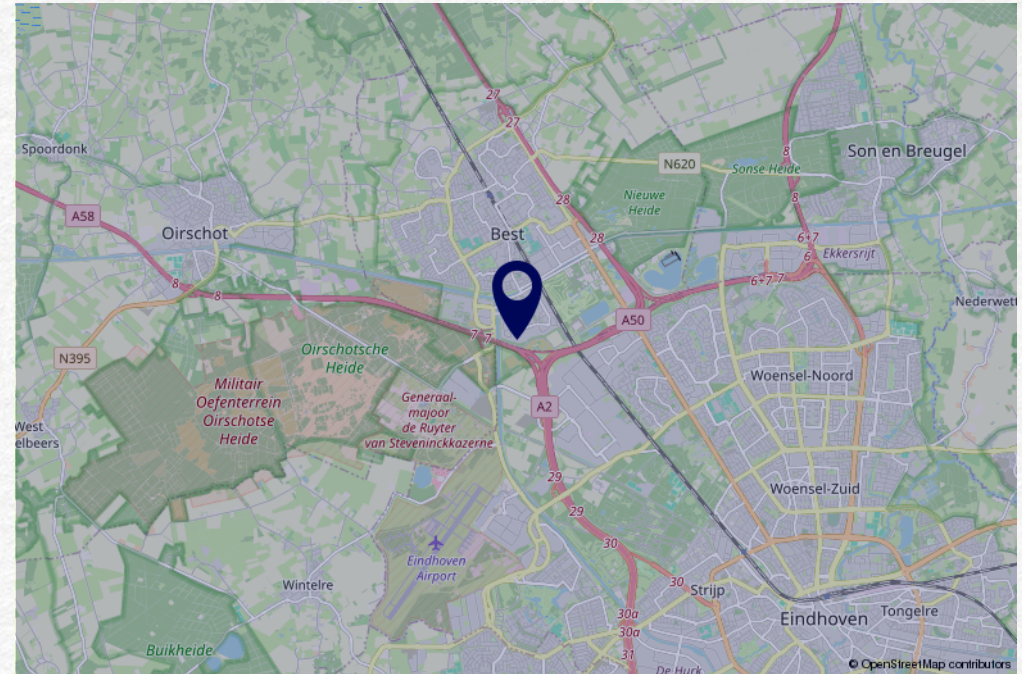 27
27
Spoordonk
Son en Breugel
8
N620
Sonse Heide
Nieuwe
Heide
8
28
A58
Oirschot
Best
28
6+7
6
Ekkersrijt
8
8
6+7
7
Nederwett
A50
7
7
Oirschotsche
Heide
N395
Woensel-Noord
Militair
Oefenterrein
Oirschotse
Heide
Generaal-
majoor
de Ruyter
van Steveninckkazerne
A2
West
elbeers
29
Woensel-Zuid
29
30
Eindhoven
Airport
Wintelre
30
Strijp
30a
30a
Eindhoven
Tongelre
Buikheide
31
De Hurk
© OpenStreetMap contributors